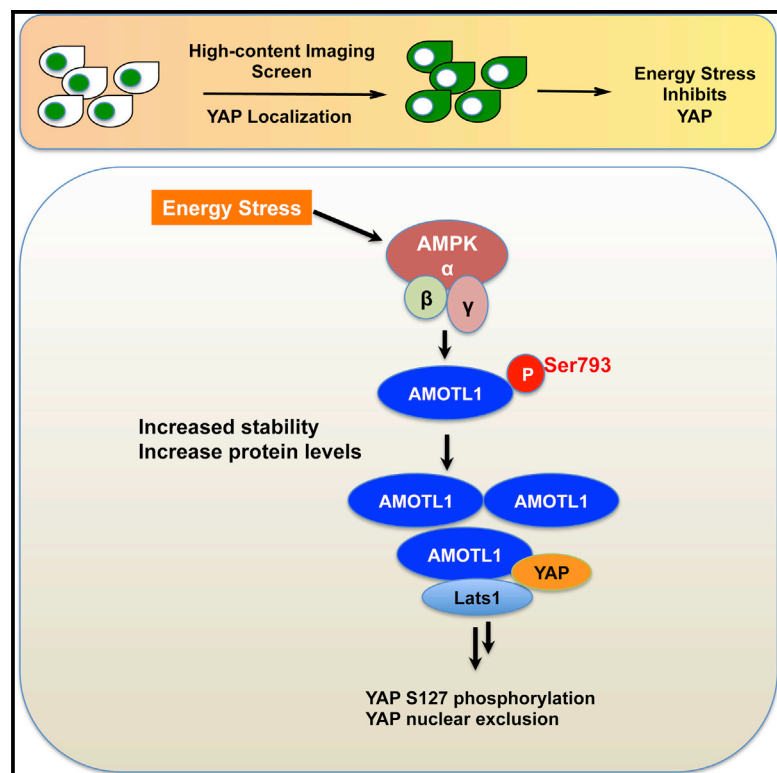 High-content Imaging
Screen
YAP Localization
Energy Stress
Inhibits
YAP
Energy Stress
AMPK
α
β
γ
P
Ser793
AMOTL1
Increased stability
Increase protein levels
AMOTL1
AMOTL1
AMOTL1
YAP
Lats1
YAP S127 phosphorylation
YAP nuclear exclusion